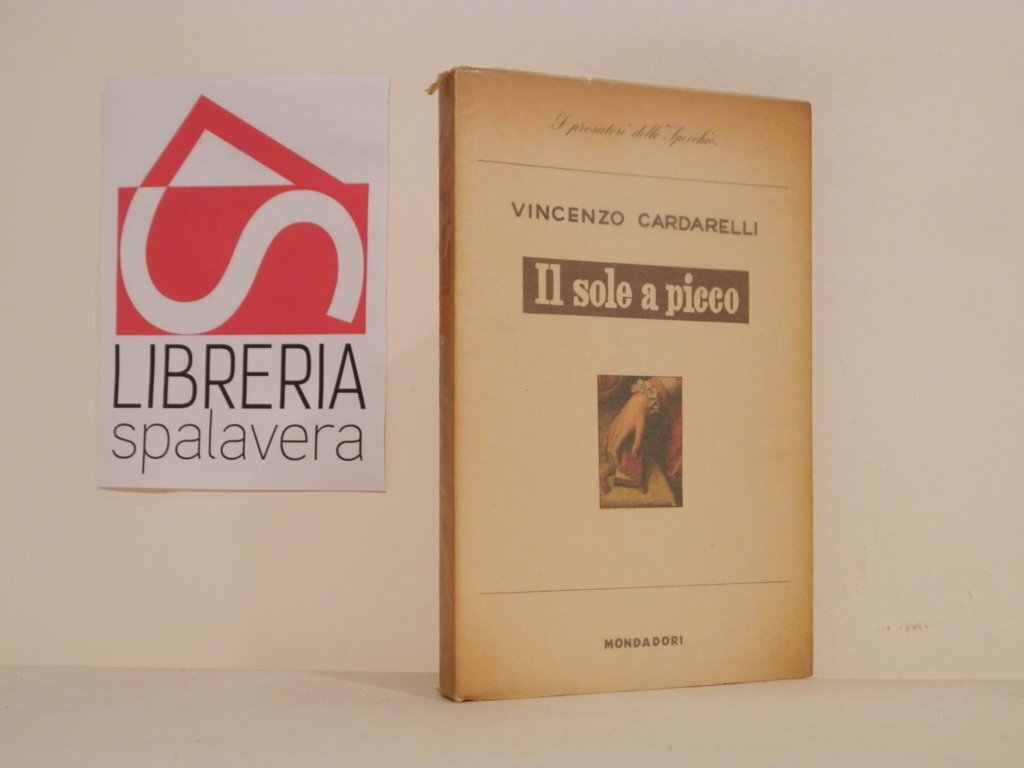 LIBRERIA
spalavera
I prosatori dello "Specchio"
VINCENZO CARDARELLI
Il sole a picco
MONDADORI